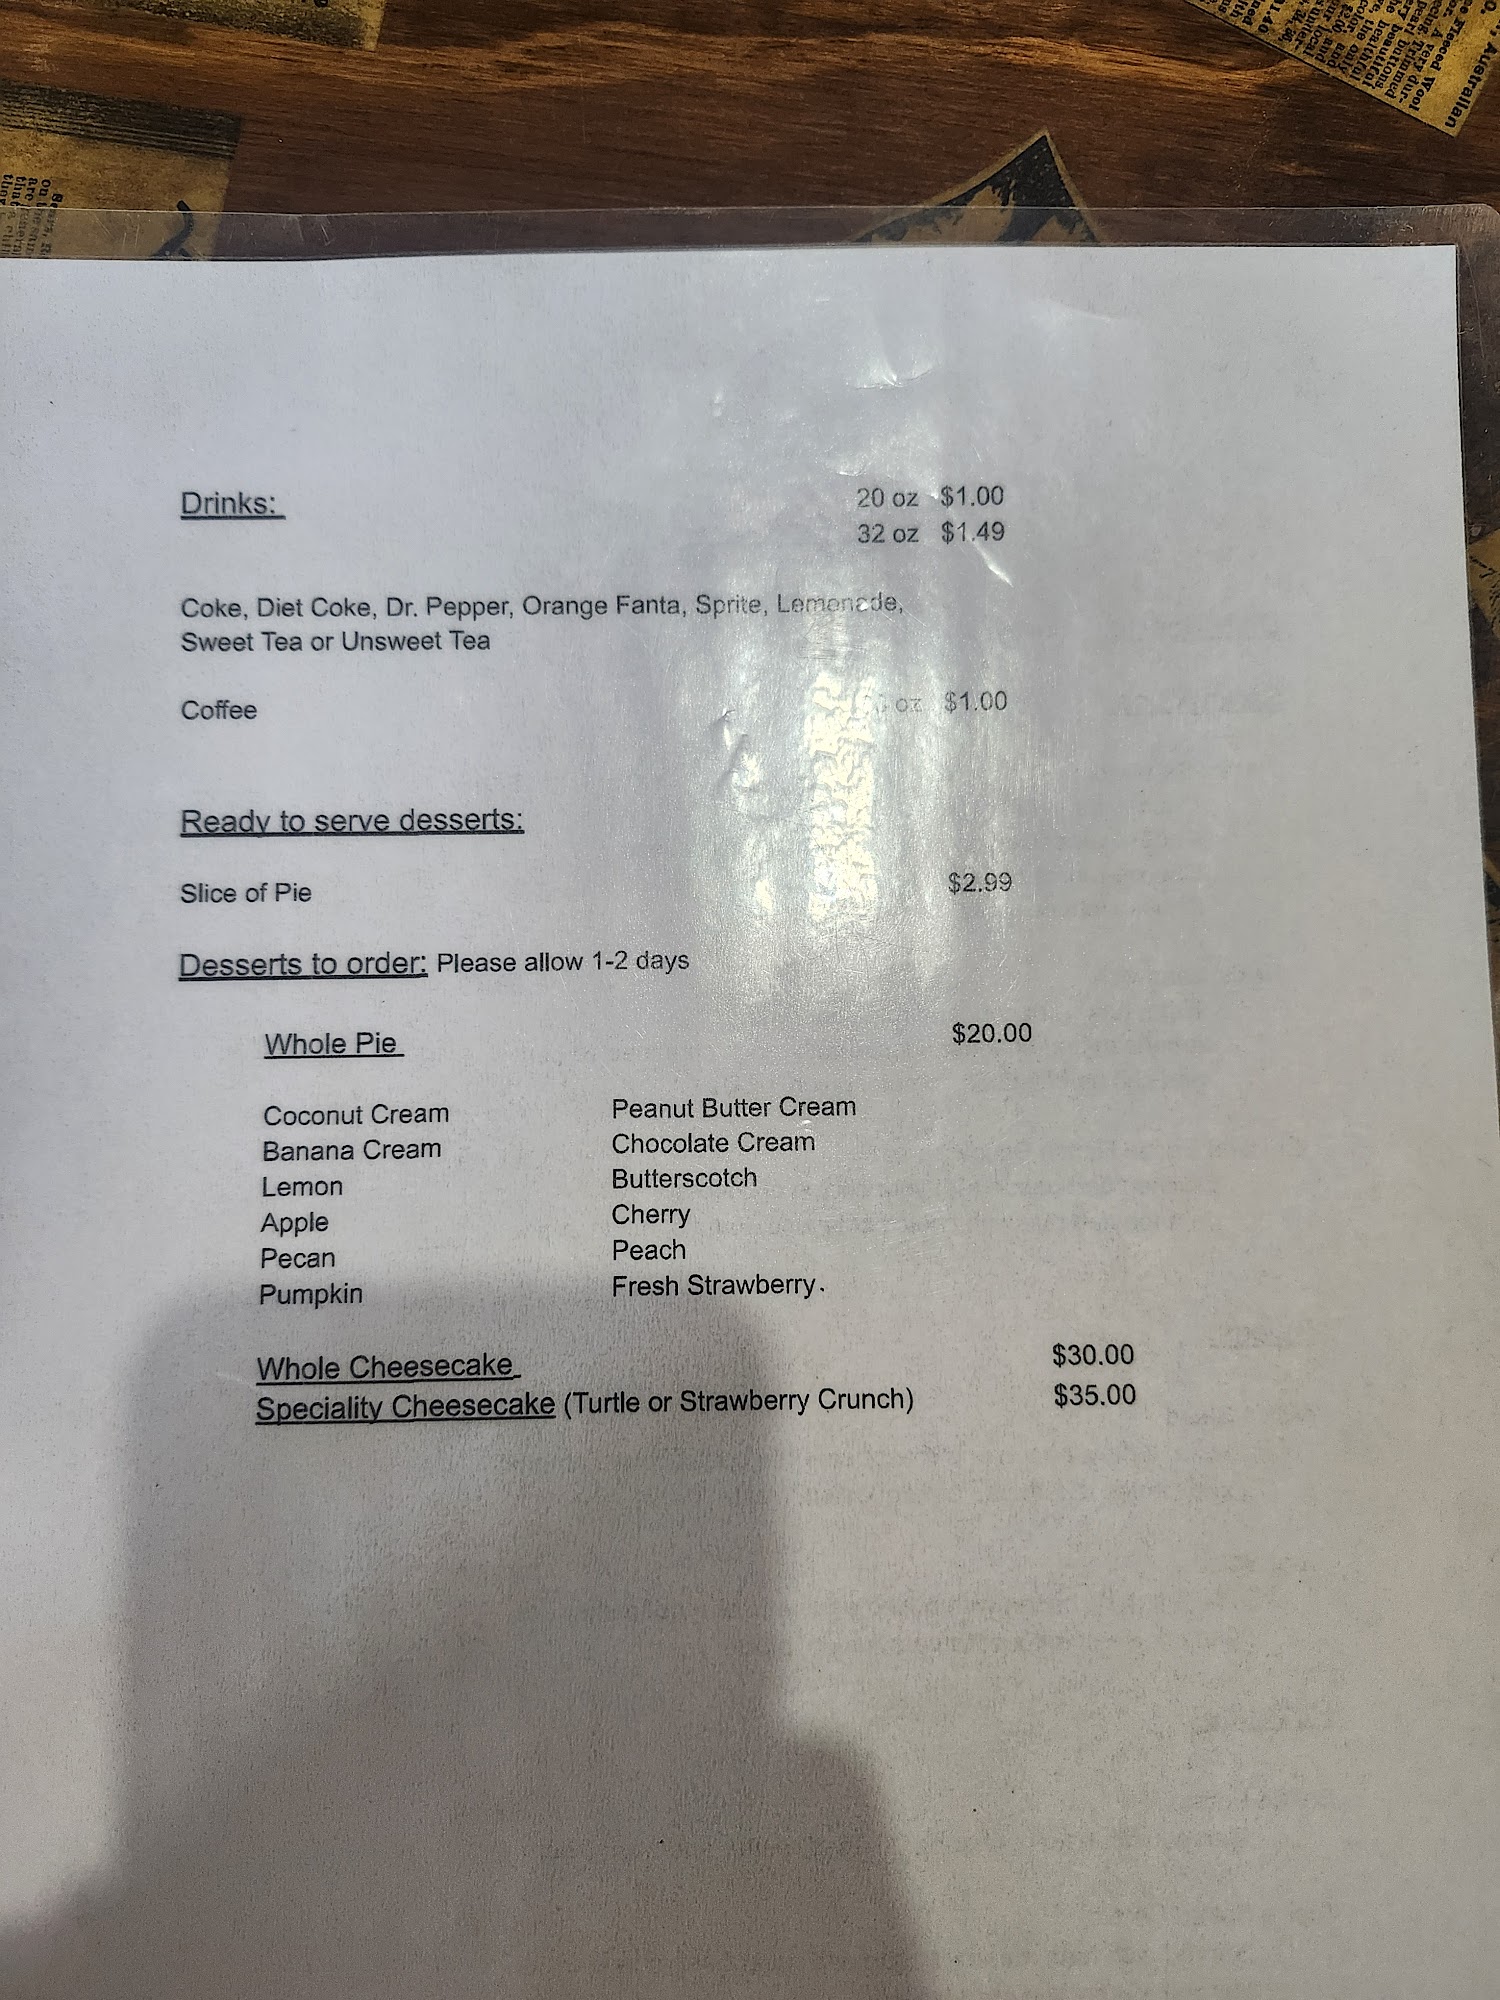 Drinks: 20 oz $1.00
32 oz $1.49
Coke, Diet Coke, Dr. Pepper, Orange Fanta, Sprite, Lemonade,
Sweet Tea or Unsweet Tea
Coffee oz $1.00
Ready to serve desserts:
Slice of Pie $2.99
Desserts to order: Please allow 1-2 days
Whole Pie $20.00
Coconut Cream Peanut Butter Cream
Banana Cream Chocolate Cream
Lemon Butterscotch
Apple Cherry
Pecan Peach
Pumpkin Fresh Strawberry.
Whole Cheesecake $30.00
Speciality Cheesecake (Turtle or Strawberry Crunch) $35.00